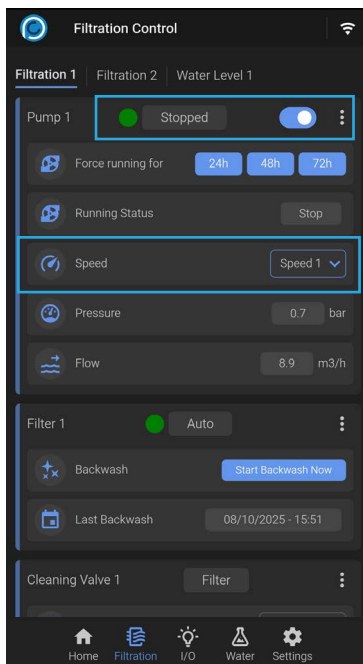 Filtration Control
Filtration 1 Filtration 2 Water Level 1
Pump 1 Stopped
Force running for 24h 48h 72h
Running Status Stop
Speed Speed 1
Pressure 0.7 bar
Flow 8.9 m3/h
Filter 1 Auto
Backwash Start Backwash Now
Last Backwash 08/10/2025 - 15:51
Cleaning Valve 1 Filter
Home Filtration I/O Water Settings